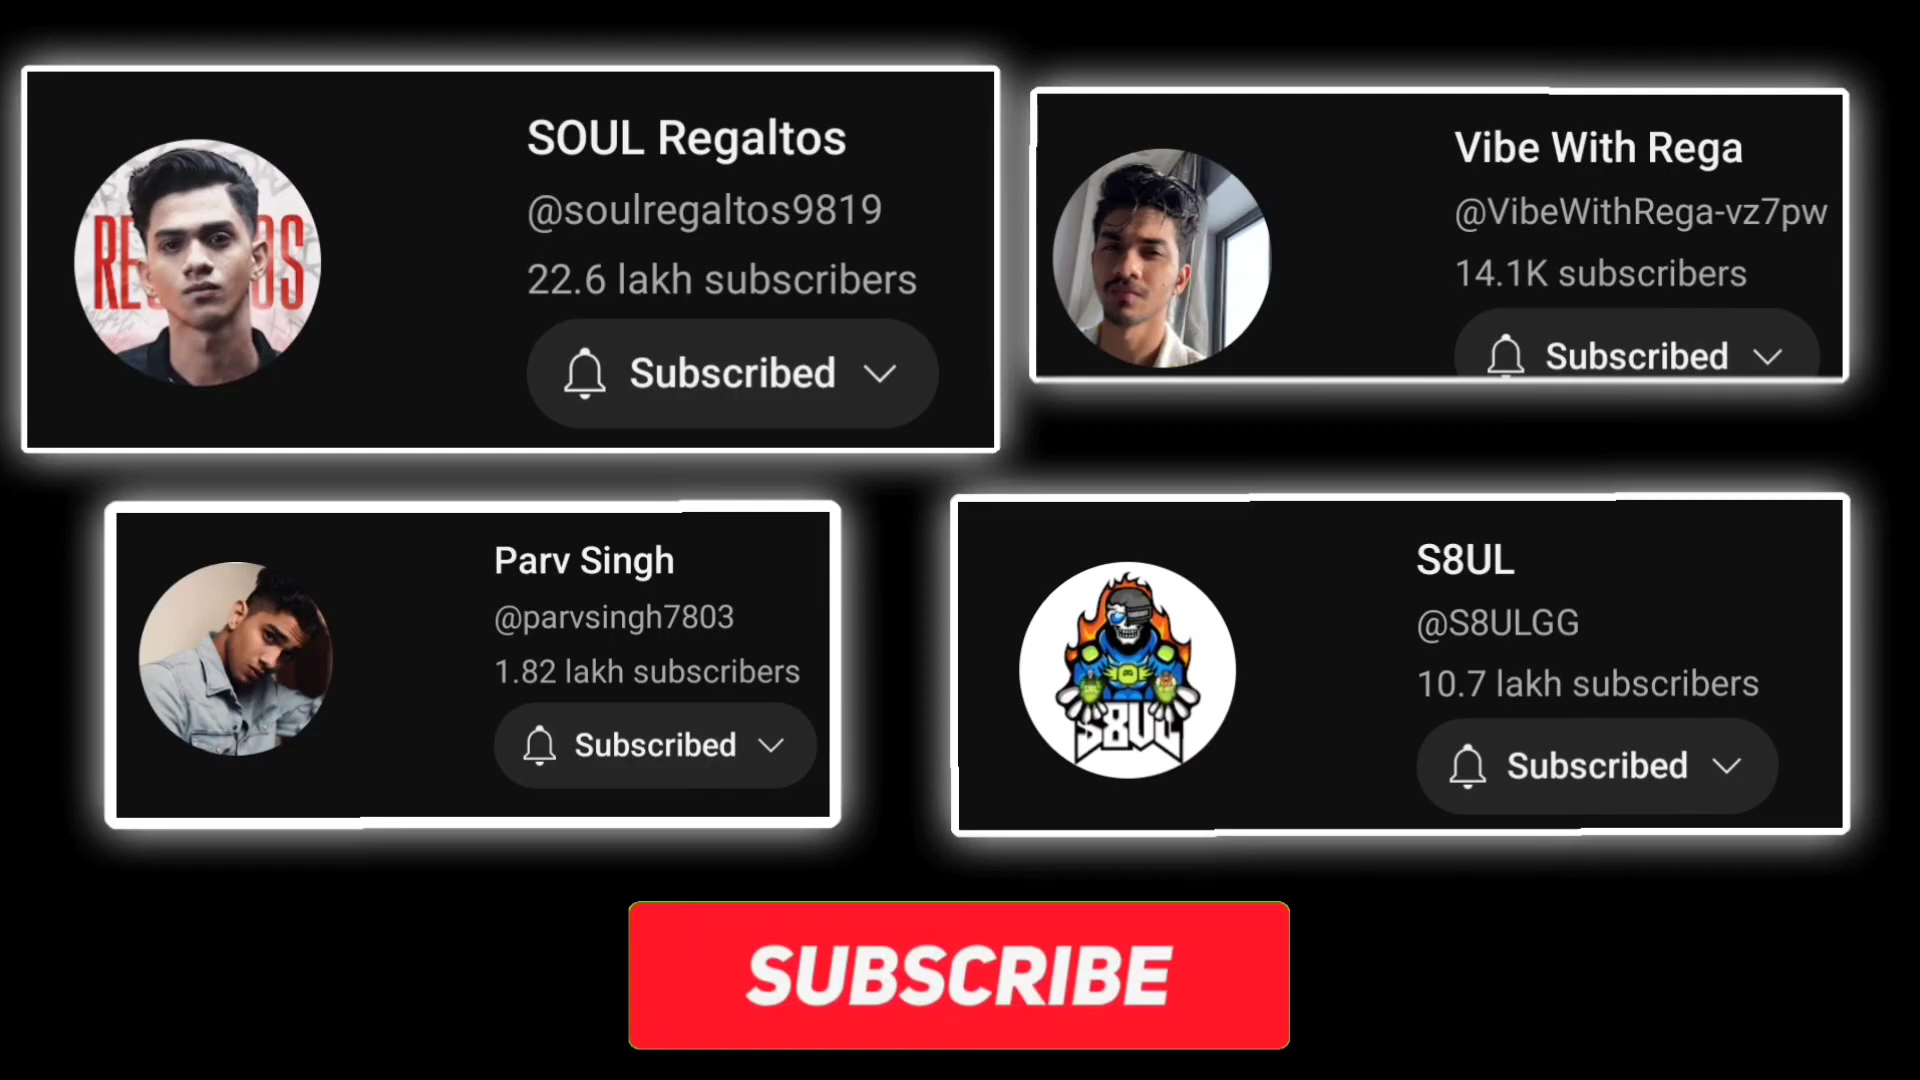 SOUL Regaltos
@soulregaltos9819
22.6 lakh subscribers
Subscribed
Vibe With Rega
@VibeWithRega-vz7pw
14.1K subscribers
Subscribed
Parv Singh
@parvsingh7803
1.82 lakh subscribers
Subscribed
S8UL
@S8ULGG
10.7 lakh subscribers
Subscribed
S8UL
SUBSCRIBE